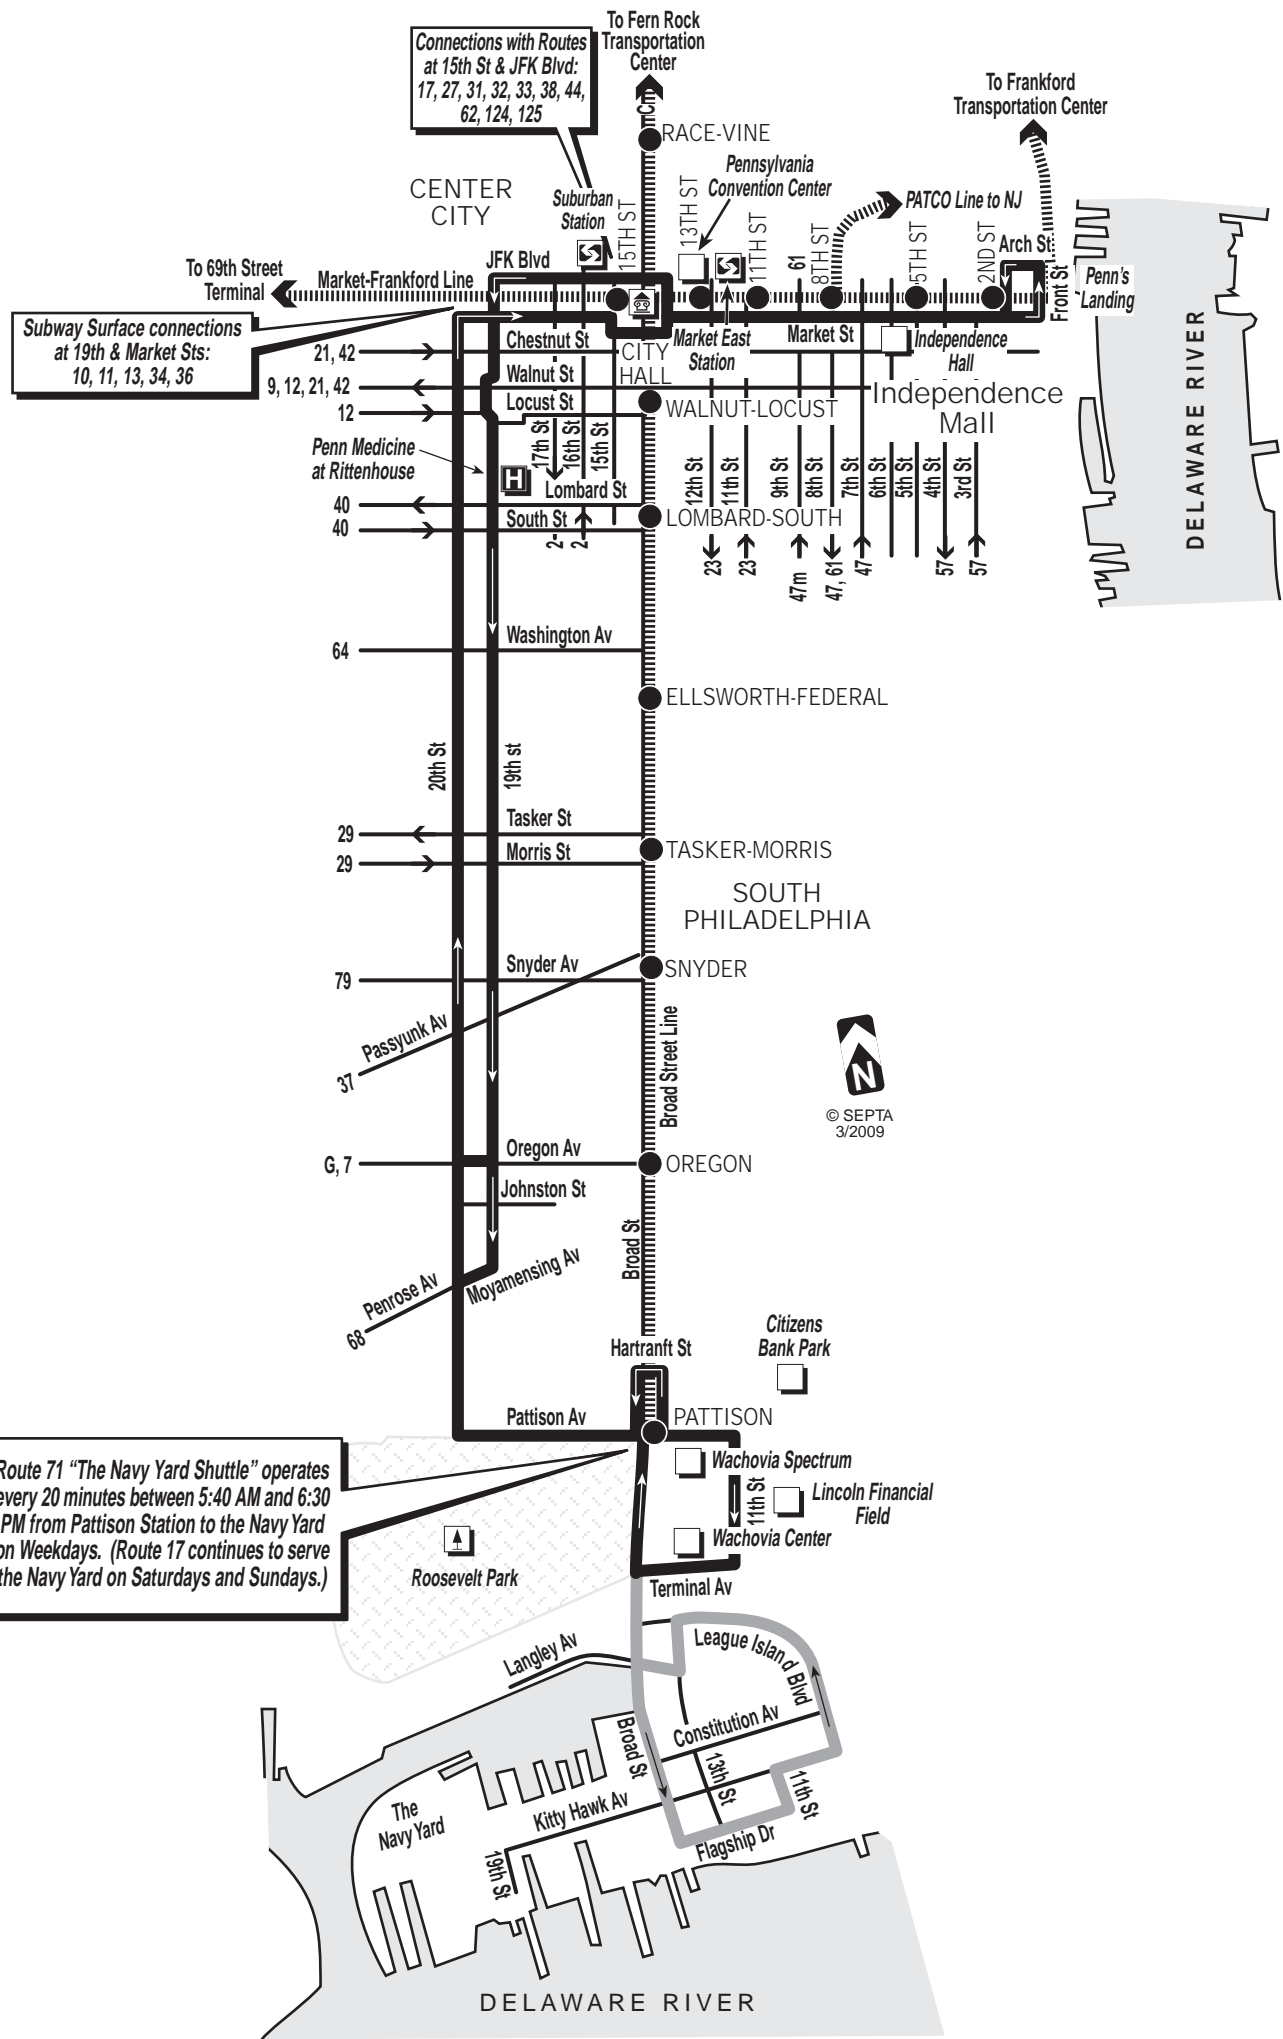 To Fern Rock
Transportation
Center
Connections with Routes
at 15th St & JFK Blvd:
17, 27, 31, 32, 33, 38, 44,
62, 124, 125
To Frankford
Transportation Center
RACE-VINE
Pennsylvania
Convention Center
CENTER
CITY
Suburban
Station
15TH ST
13TH ST
11TH ST
61
8TH ST
PATCO Line to NJ
5TH ST
2ND ST
Arch St
Front St
Penn's
Landing
DELAWARE RIVER
To 69th Street
Terminal
Market-Frankford Line
JFK Blvd
Subway Surface connections
at 19th & Market Sts:
10, 11, 13, 34, 36
21, 42
Chestnut St
CITY
HALL
Market East
Station
Market St
Independence
Hall
9, 12, 21, 42
Walnut St
Independence
Mall
12
Locust St
WALNUT-LOCUST
Penn Medicine
at Rittenhouse
H
17th St
16th St
15th St
12th St
11th St
9th St
8th St
7th St
6th St
5th St
4th St
3rd St
40
Lombard St
40
South St
LOMBARD-SOUTH
2
2
23
23
47m
47, 61
47
57
57
64
Washington Av
ELLSWORTH-FEDERAL
20th St
19th st
29
Tasker St
29
Morris St
TASKER-MORRIS
SOUTH
PHILADELPHIA
79
Snyder Av
SNYDER
Passyunk Av
37
Broad Street Line
N
© SEPTA
3/2009
G, 7
Oregon Av
OREGON
Johnston St
Broad St
Penrose Av
68
Moyamensing Av
Hartranft St
Citizens
Bank Park
Pattison Av
PATTISON
Route 71 “The Navy Yard Shuttle” operates
every 20 minutes between 5:40 AM and 6:30
PM from Pattison Station to the Navy Yard
on Weekdays. (Route 17 continues to serve
the Navy Yard on Saturdays and Sundays.)
Wachovia Spectrum
11th St
Lincoln Financial
Field
Wachovia Center
Roosevelt Park
Terminal Av
Langley Av
League Island Blvd
Broad St
Constitution Av
13th St
11th St
The
Navy Yard
Kitty Hawk Av
Flagship Dr
19th St
DELAWARE RIVER